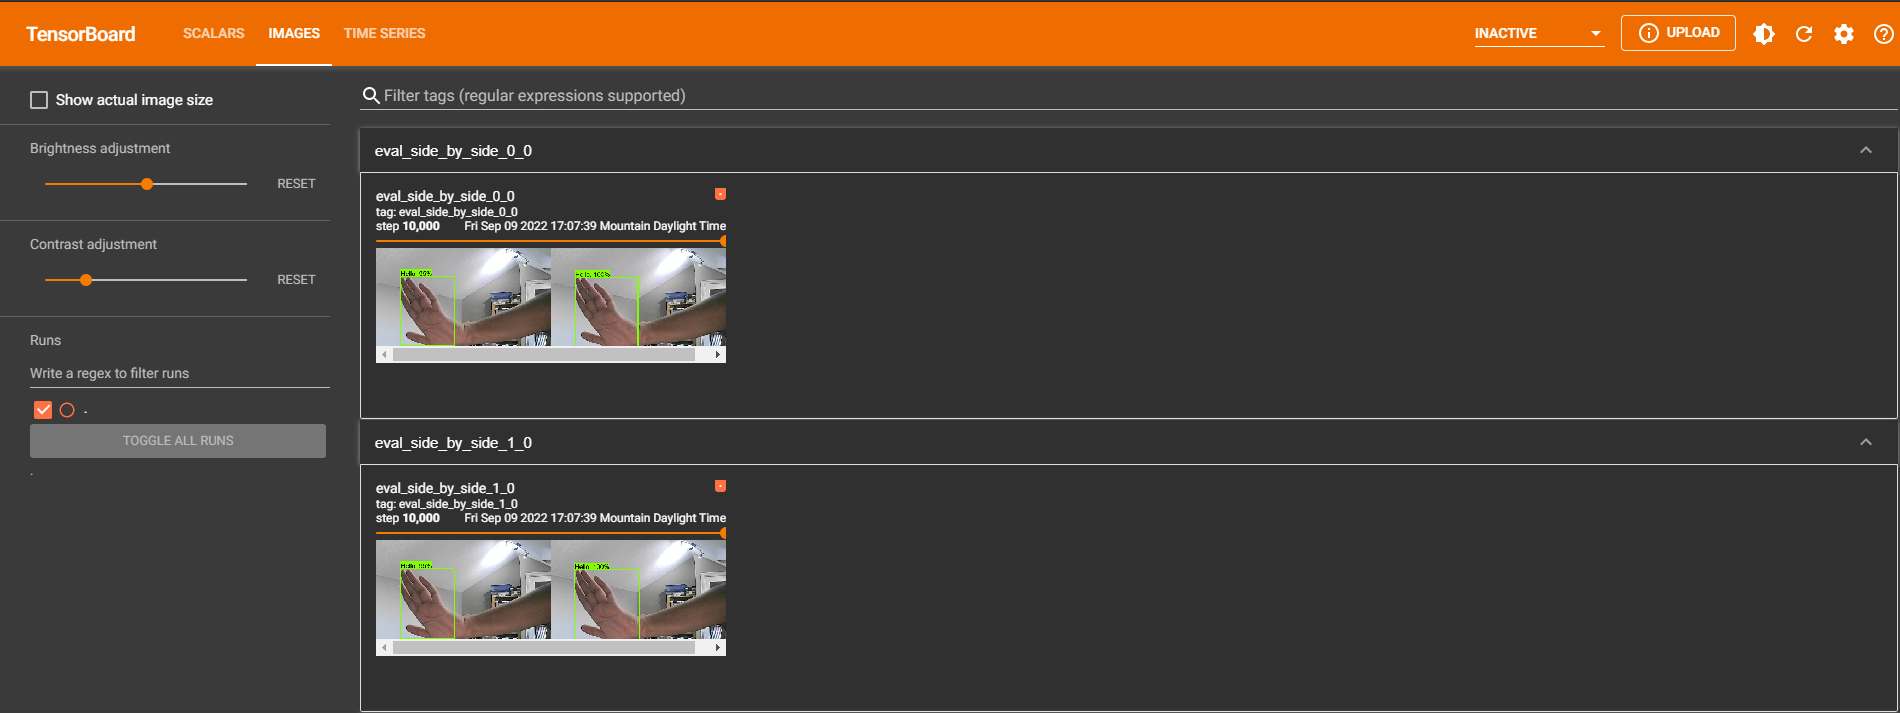 TensorBoard
SCALARS
IMAGES
TIME SERIES
INACTIVE
UPLOAD
Show actual image size
Brightness adjustment
RESET
Contrast adjustment
RESET
Runs
Write a regex to filter runs
.
TOGGLE ALL RUNS
.
Filter tags (regular expressions supported)
eval_side_by_side_0_0
eval_side_by_side_0_0
tag: eval_side_by_side_0_0
step 10,000 Fri Sep 09 2022 17:07:39 Mountain Daylight Time
Hello: 95%
Hello: 100%
eval_side_by_side_1_0
eval_side_by_side_1_0
tag: eval_side_by_side_1_0
step 10,000 Fri Sep 09 2022 17:07:39 Mountain Daylight Time
Hello: 95%
Hello: 100%